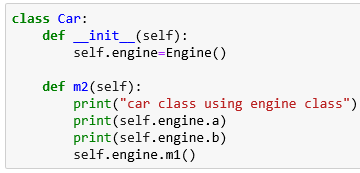 class Car:
    def __init__(self):
        self.engine=Engine()

    def m2(self):
        print("car class using engine class")
        print(self.engine.a)
        print(self.engine.b)
        self.engine.m1()